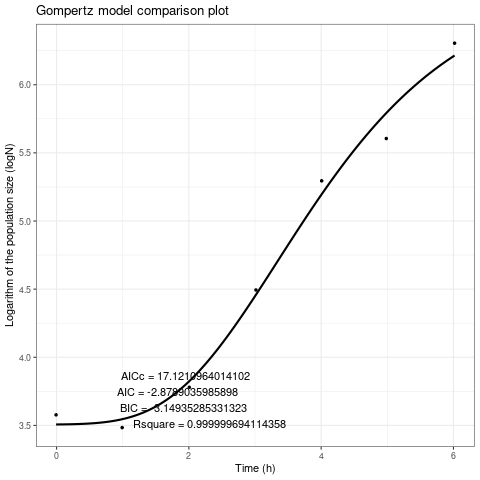 Gompertz model comparison plot
Logarithm of the population size (logN)
6.0
5.5
5.0
4.5
4.0
3.5
AICc = 17.1210964014102
AIC = -2.8789035985898
BIC = -3.14935285331323
Rsquare = 0.999999694114358
0 2 4 6
Time (h)